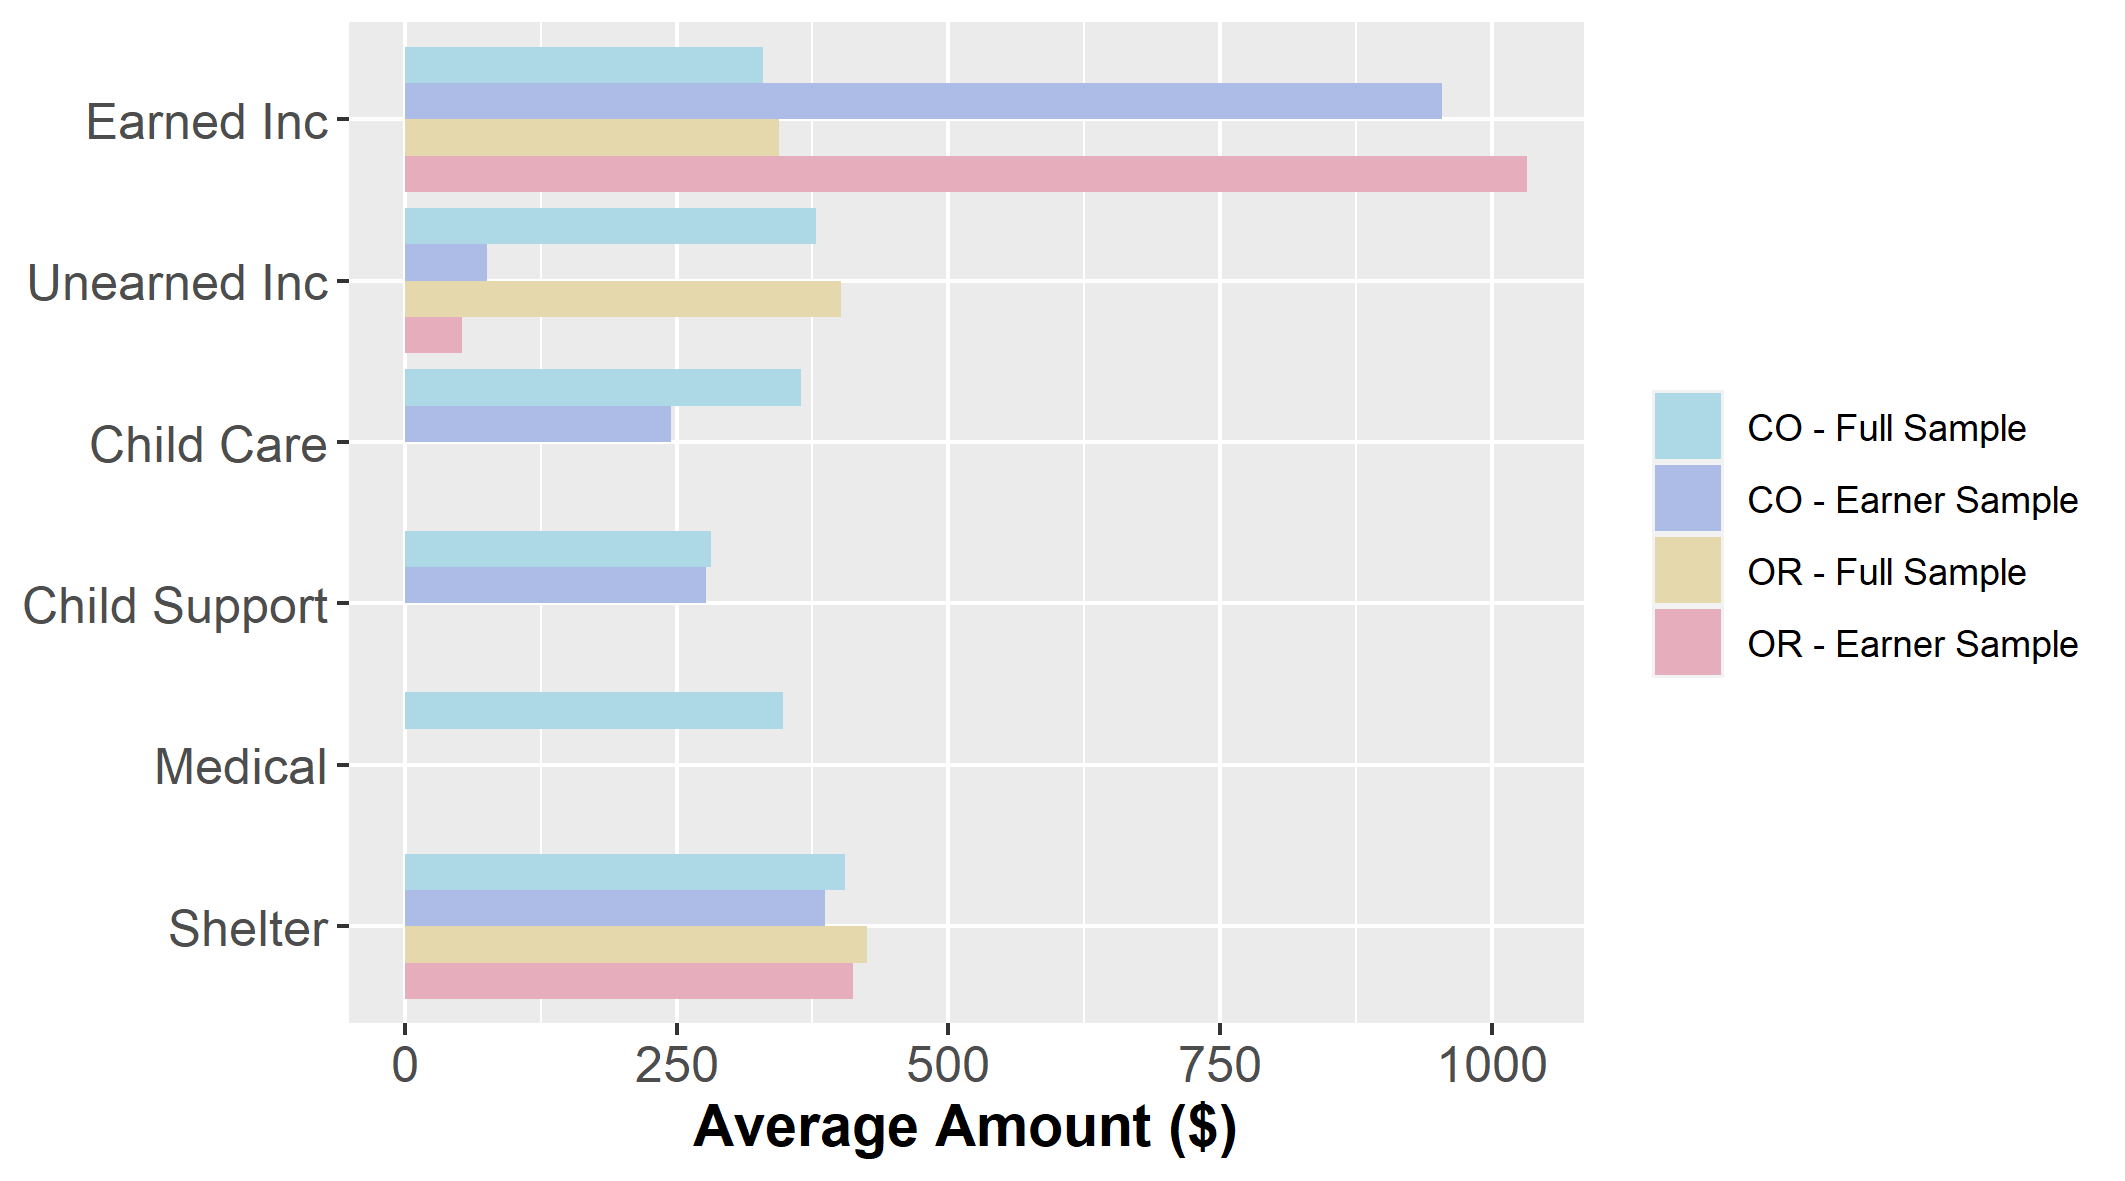 Earned Inc
Unearned Inc
Child Care
Child Support
Medical
Shelter
0 250 500 750 1000
Average Amount ($)
CO - Full Sample
CO - Earner Sample
OR - Full Sample
OR - Earner Sample